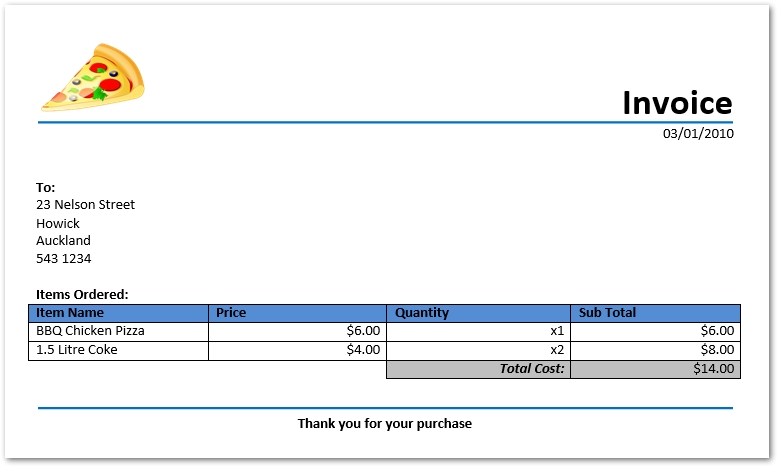 Invoice
03/01/2010
To:
23 Nelson Street
Howick
Auckland
543 1234
Items Ordered:
Item Name Price Quantity Sub Total
BBQ Chicken Pizza $6.00 x1 $6.00
1.5 Litre Coke $4.00 x2 $8.00
Total Cost: $14.00
Thank you for your purchase